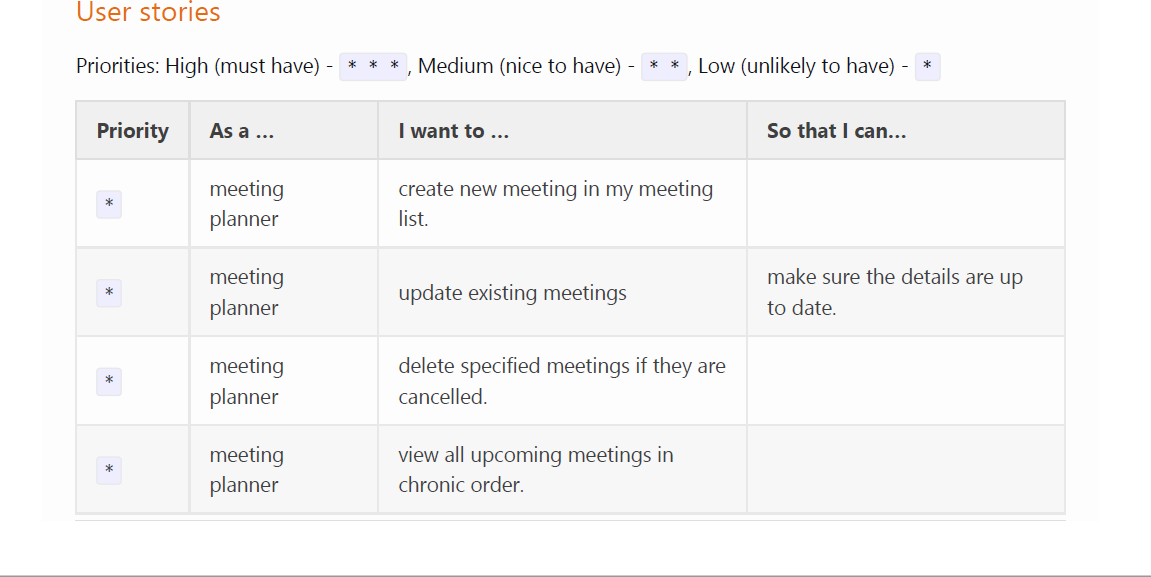 User stories
Priorities: High (must have) - * * *, Medium (nice to have) - * *, Low (unlikely to have) - *
Priority As a ... I want to ... So that I can...
* meeting planner create new meeting in my meeting list.
* meeting planner update existing meetings make sure the details are up to date.
* meeting planner delete specified meetings if they are cancelled.
* meeting planner view all upcoming meetings in chronic order.